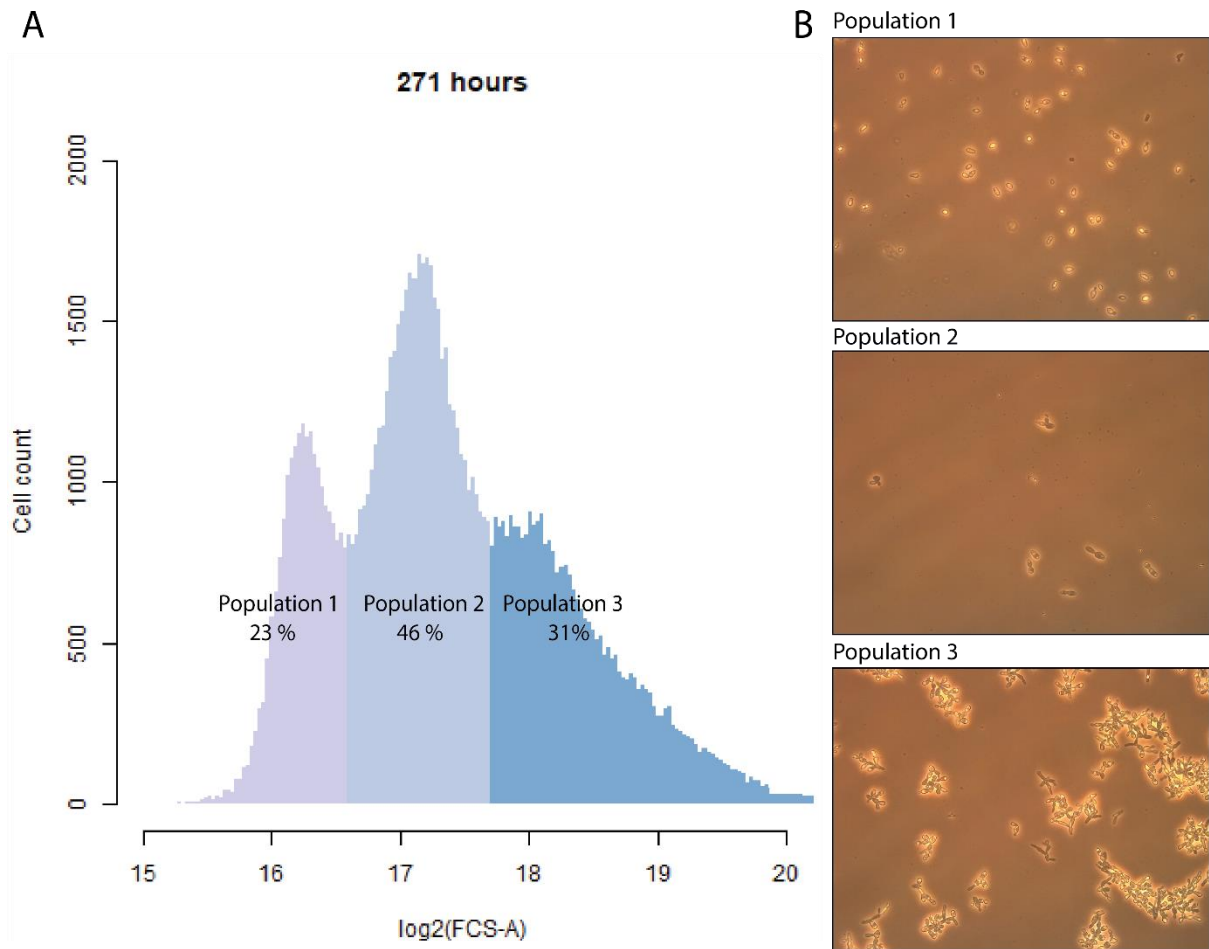 A
271 hours
Cell count
2000
1500
1000
500
0
Population 1
23 %
Population 2
46 %
Population 3
31%
15 16 17 18 19 20
log2(FCS-A)
B
Population 1
Population 2
Population 3